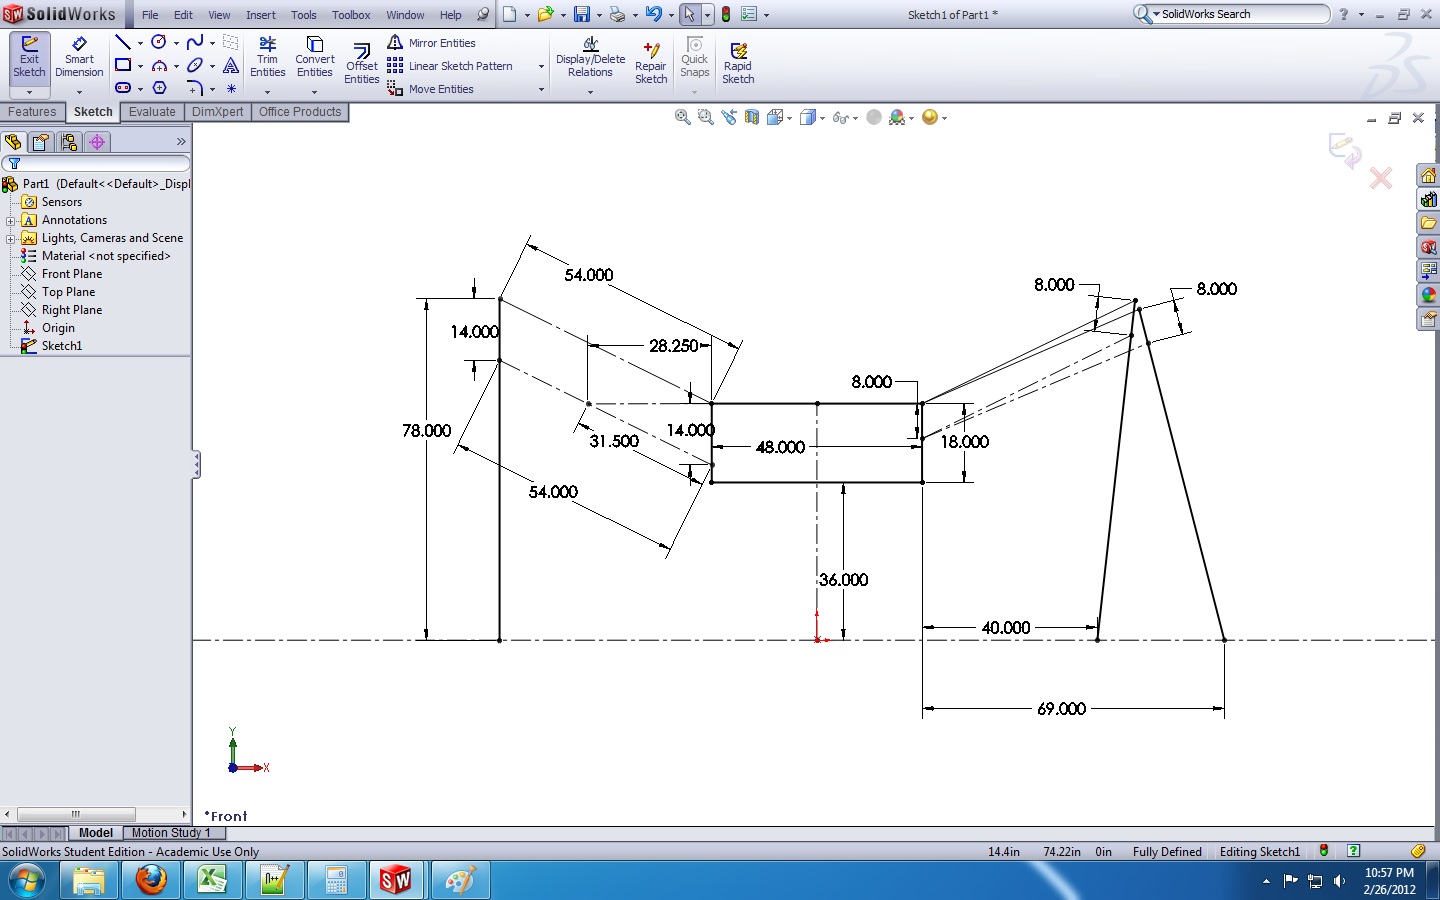 SolidWorks File Edit View Insert Tools Toolbox Window Help Sketch1 of Part1 * SolidWorks Search
Exit Sketch
Smart Dimension
Trim Entities
Convert Entities
Offset Entities
Mirror Entities
Linear Sketch Pattern
Move Entities
Display/Delete Relations
Repair Sketch
Quick Snaps
Rapid Sketch
Features Sketch Evaluate DimXpert Office Products
Part1 (Default<<Default>_Displ
Sensors
Annotations
Lights, Cameras and Scene
Material <not specified>
Front Plane
Top Plane
Right Plane
Origin
Sketch1
54.000
8.000
8.000
14.000
28.250
8.000
78.000
14.000
31.500
48.000
18.000
54.000
36.000
40.000
69.000
Y
X
*Front
Model Motion Study 1
SolidWorks Student Edition - Academic Use Only 14.4in 74.22in 0in Fully Defined Editing Sketch1
10:57 PM
2/26/2012